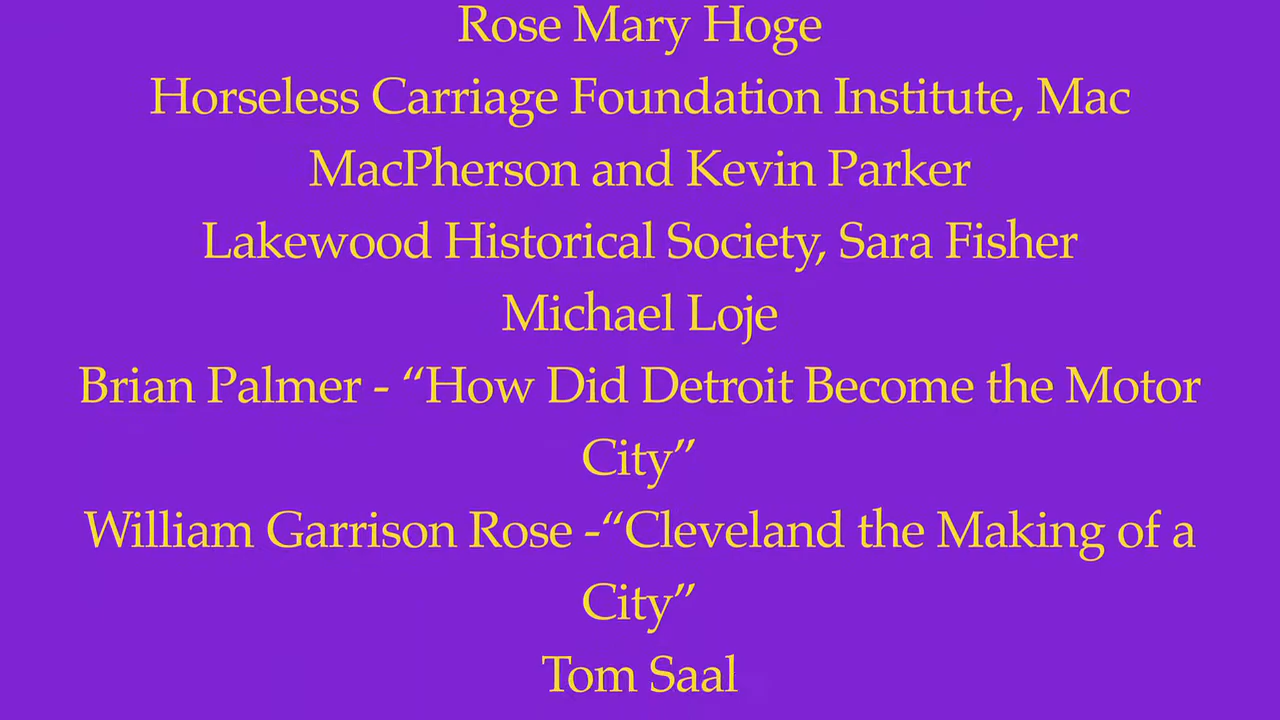 Rose Mary Hoge
Horseless Carriage Foundation Institute, Mac
MacPherson and Kevin Parker
Lakewood Historical Society, Sara Fisher
Michael Loje
Brian Palmer - “How Did Detroit Become the Motor
City”
William Garrison Rose -“Cleveland the Making of a
City”
Tom Saal